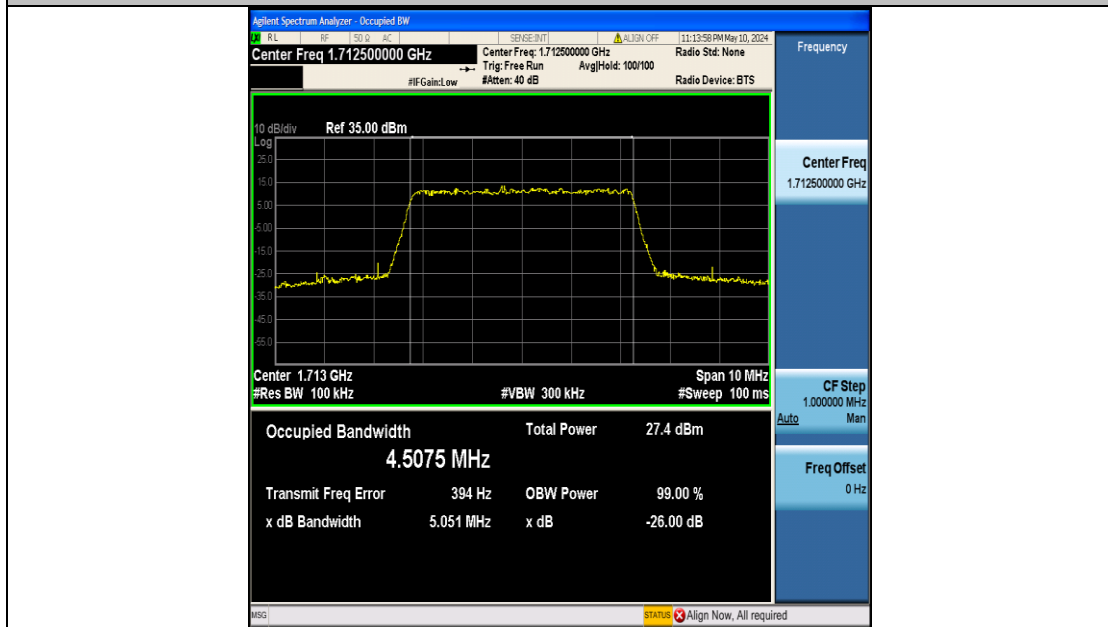 Agilent Spectrum Analyzer - Occupied BW
LXI RL RF 50 Ω AC SENSE:INT ALIGN OFF 11:13:58 PM May 10, 2024
Center Freq 1.712500000 GHz Center Freq: 1.712500000 GHz Radio Std: None
Trig: Free Run Avg|Hold: 100/100
#IFGain:Low #Atten: 40 dB Radio Device: BTS
10 dB/div Ref 35.00 dBm
Log
25.0
15.0
5.00
-5.00
-15.0
-25.0
-35.0
-45.0
-55.0
Center 1.713 GHz Span 10 MHz
#Res BW 100 kHz #VBW 300 kHz #Sweep 100 ms
Occupied Bandwidth Total Power 27.4 dBm
4.5075 MHz
Transmit Freq Error 394 Hz OBW Power 99.00 %
x dB Bandwidth 5.051 MHz x dB -26.00 dB
Frequency
Center Freq
1.712500000 GHz
CF Step
1.000000 MHz
Auto Man
Freq Offset
0 Hz
MSG STATUS Align Now, All required